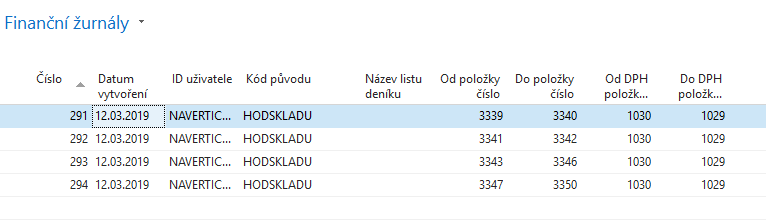 Finanční žurnály
Číslo Datum vytvoření ID uživatele Kód původu Název listu deníku Od položky číslo Do položky číslo Od DPH položk... Do DPH položk...
291 12.03.2019 NAVERTIC... HODSKLADU 3339 3340 1030 1029
292 12.03.2019 NAVERTIC... HODSKLADU 3341 3342 1030 1029
293 12.03.2019 NAVERTIC... HODSKLADU 3343 3346 1030 1029
294 12.03.2019 NAVERTIC... HODSKLADU 3347 3350 1030 1029